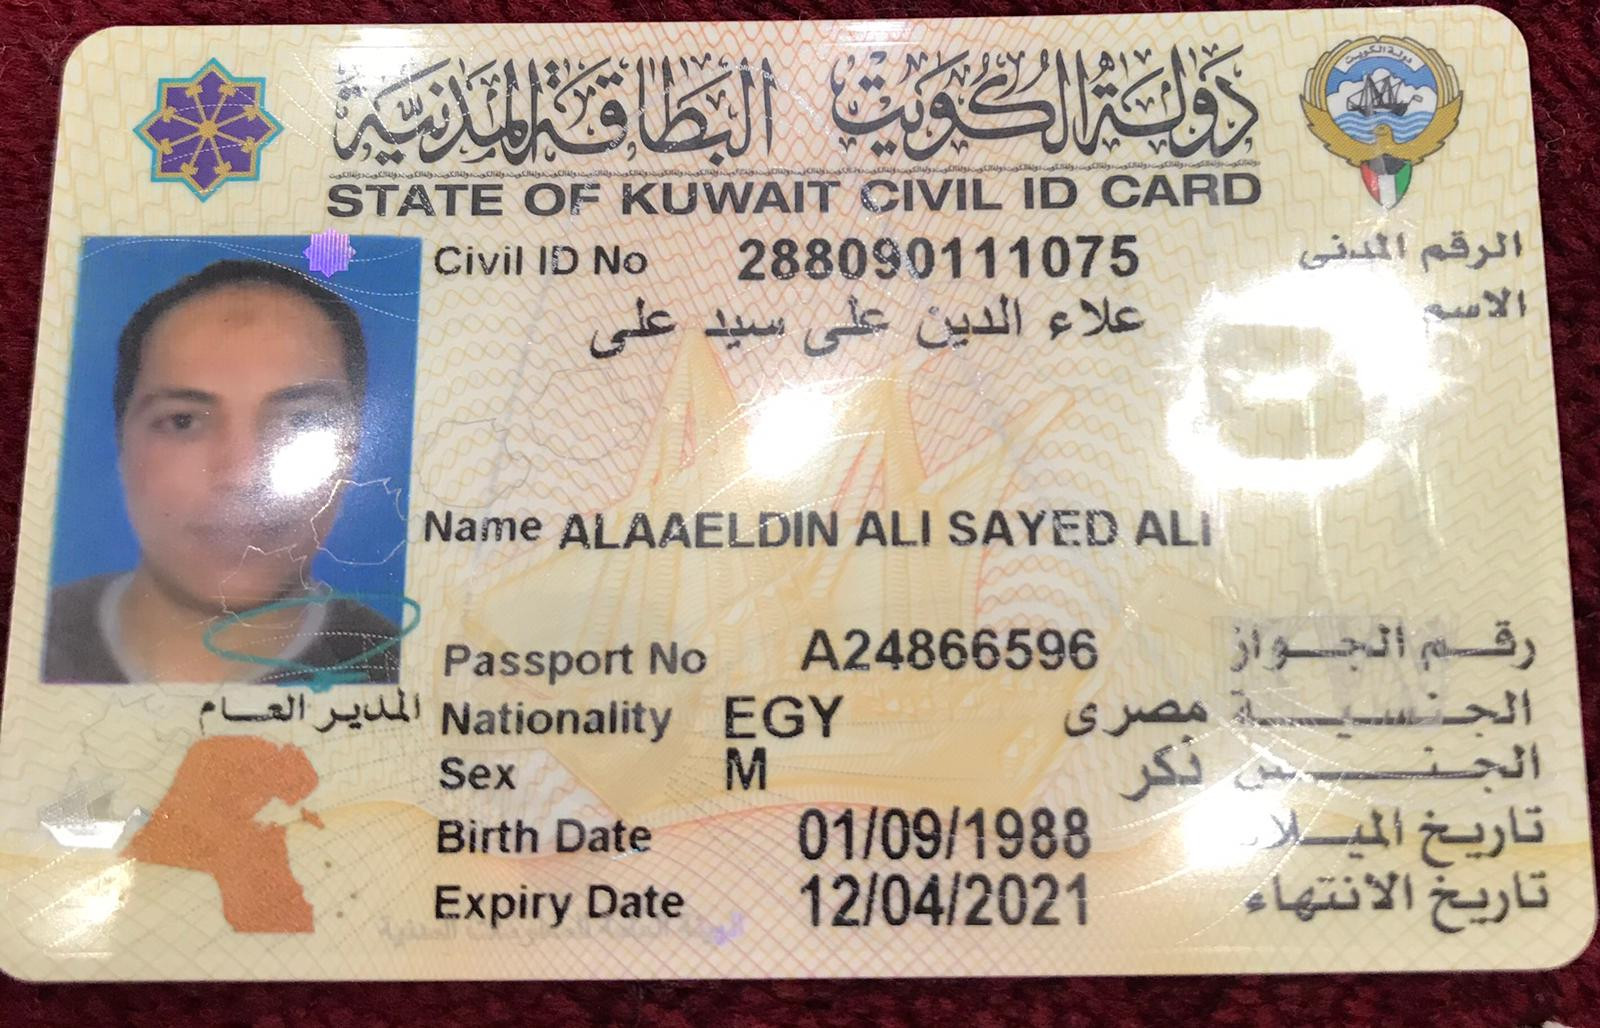 دولة الكويت البطاقة المدنية
STATE OF KUWAIT CIVIL ID CARD
Civil ID No 288090111075 الرقم المدنى
الاسم علاء الدين على سيد على
Name ALAAELDIN ALI SAYED ALI
Passport No A24866596 رقم الجواز
المدير العام
Nationality EGY مصرى الجنسية
Sex M ذكر الجنس
Birth Date 01/09/1988 تاريخ الميلاد
Expiry Date 12/04/2021 تاريخ الانتهاء